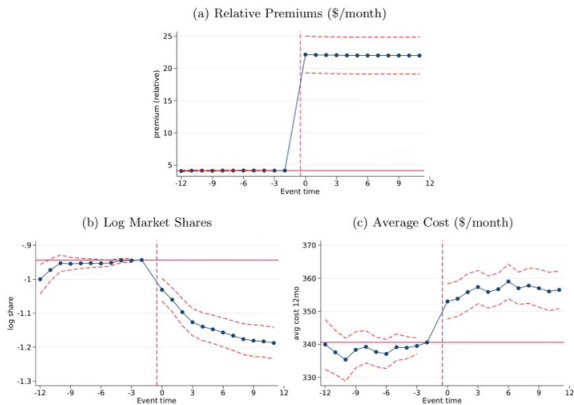 (a) Relative Premiums ($/month)
premium (relative)
25
20
15
10
5
-12 -9 -6 -3 0 3 6 9 12
Event time
(b) Log Market Shares
log share
-.9
-1
-1.1
-1.2
-1.3
-12 -9 -6 -3 0 3 6 9 12
Event time
(c) Average Cost ($/month)
avg cost 12mo
370
360
350
340
330
-12 -9 -6 -3 0 3 6 9 12
Event time